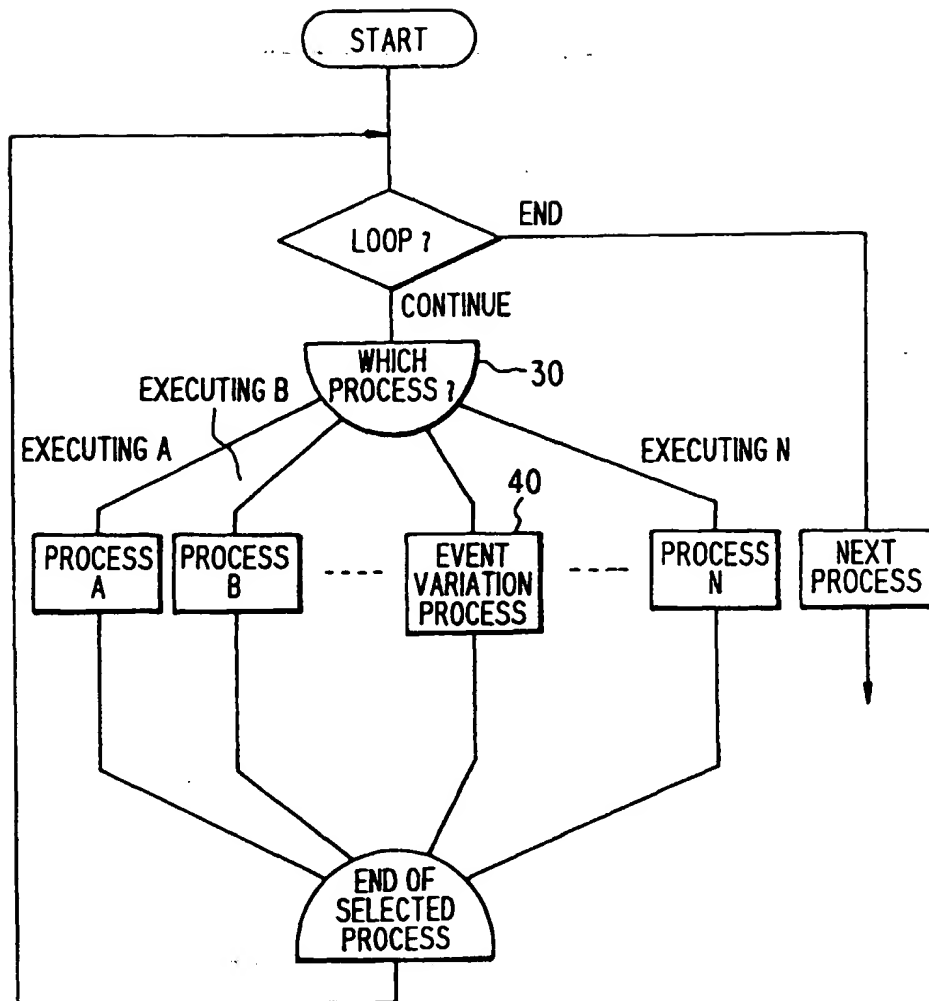 START
LOOP ?
END
CONTINUE
WHICH
PROCESS ?
30
EXECUTING B
EXECUTING A
EXECUTING N
40
PROCESS
A
PROCESS
B
EVENT
VARIATION
PROCESS
PROCESS
N
NEXT
PROCESS
END OF
SELECTED
PROCESS